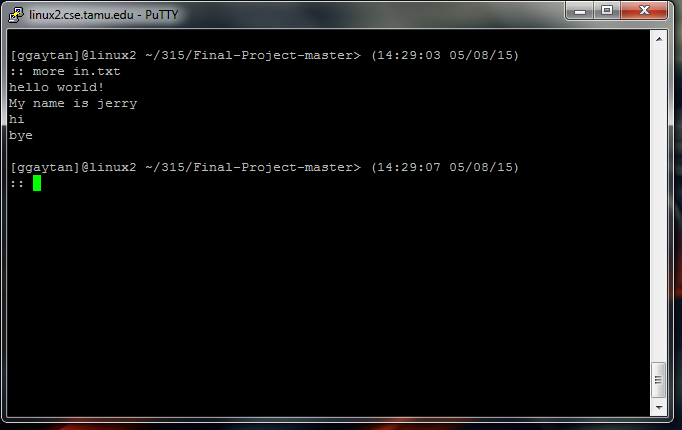 linux2.cse.tamu.edu - PuTTY
[ggaytan]@linux2 ~/315/Final-Project-master> (14:29:03 05/08/15)
:: more in.txt
hello world!
My name is jerry
hi
bye
[ggaytan]@linux2 ~/315/Final-Project-master> (14:29:07 05/08/15)
::